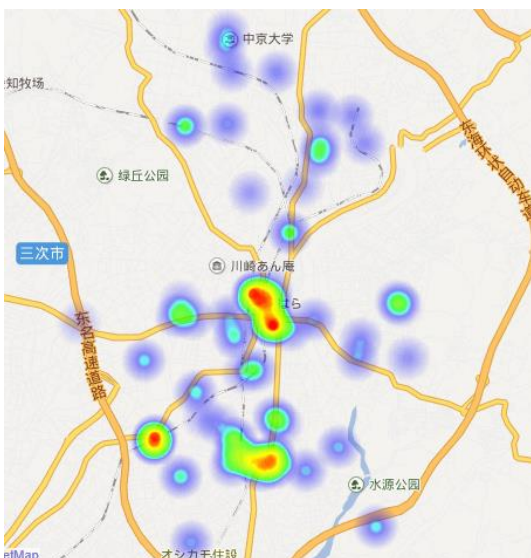 中京大学
知牧场
东海环状自动车道
绿丘公园
三次市
川崎あん庵
はら
东名高速道路
水源公园
オシカモ住設
etMap